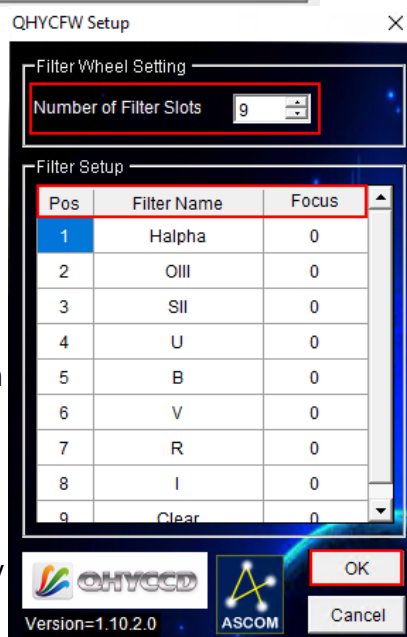 QHYCFW Setup
Filter Wheel Setting
Number of Filter Slots 9
Filter Setup
Pos Filter Name Focus
1 Halpha 0
2 OIII 0
3 SII 0
4 U 0
5 B 0
6 V 0
7 R 0
8 I 0
9 Clear 0
QHYCCD
ASCOM
OK
Version=1.10.2.0
Cancel